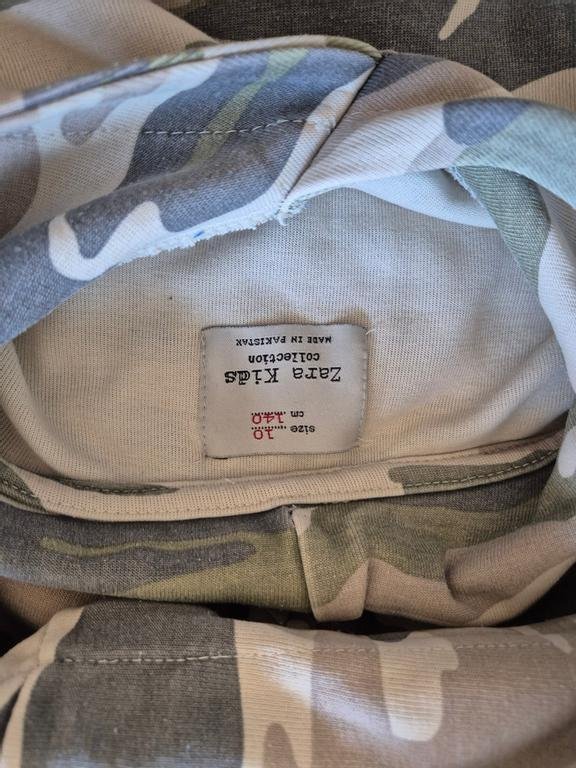 size 10
cm 140
Zara Kids
collection
MADE IN PAKISTAN